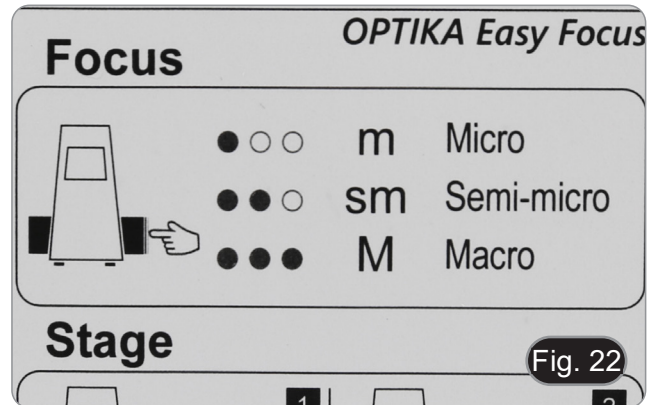 OPTIKA Easy Focus
Focus
m Micro
sm Semi-micro
M Macro
Stage
Fig. 22
1